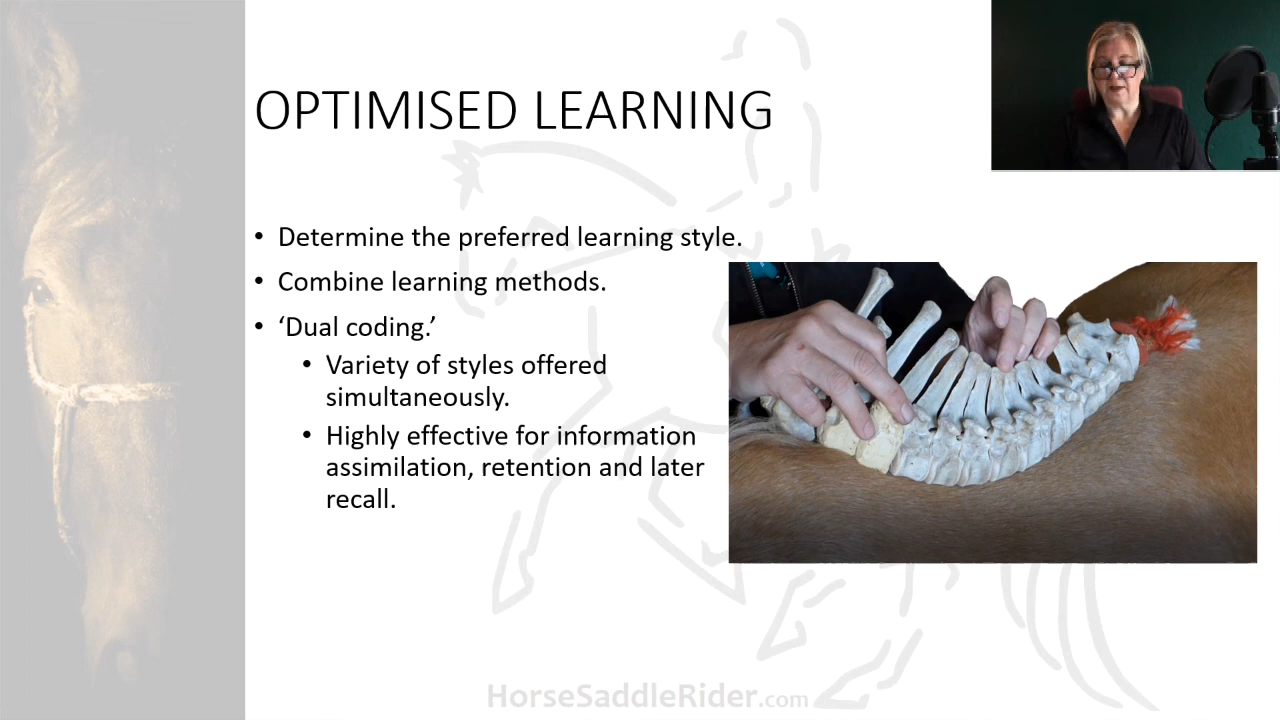 OPTIMISED LEARNING
• Determine the preferred learning style.
• Combine learning methods.
• ‘Dual coding.’
• Variety of styles offered
simultaneously.
• Highly effective for information
assimilation, retention and later
recall.
HorseSaddleRider.com